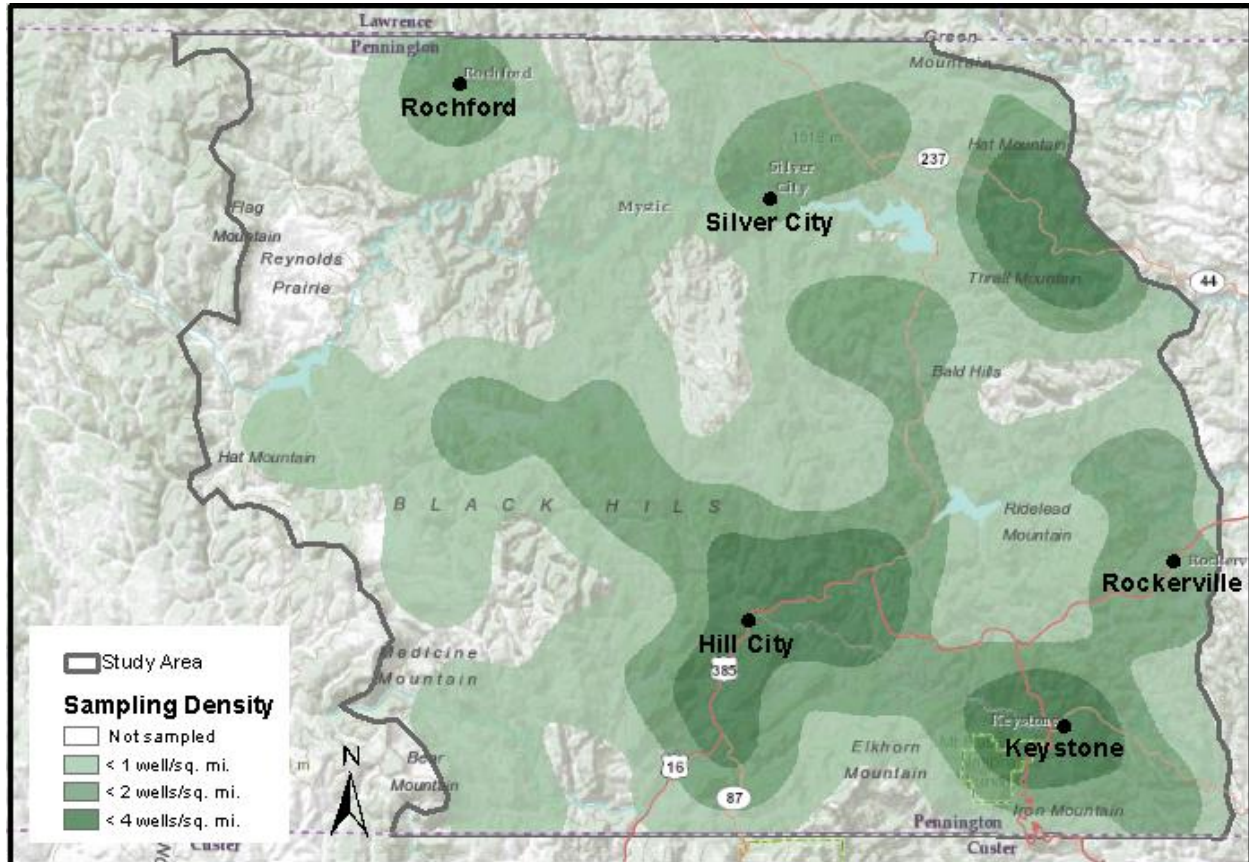 Lawrence
Pennington
Green
Mountain
Rochford
Rochford
Hat Mountain
237
Silver
City
Silver City
Mystic
Flag
Mountain
Reynolds
Prairie
Thrall Mountain
44
Bald Hills
Hat Mountain
BLACK HILLS
Ridelead
Mountain
Rockerville
Hill City
385
Medicine
Mountain
Keystone
Keystone
Elkhorn
Mountain
Bear
Mountain
16
87
Iron Mountain
Pennington
Custer
Custer
N
Study Area
Sampling Density
Not sampled
< 1 well/sq. mi.
< 2 wells/sq. mi.
< 4 wells/sq. mi.